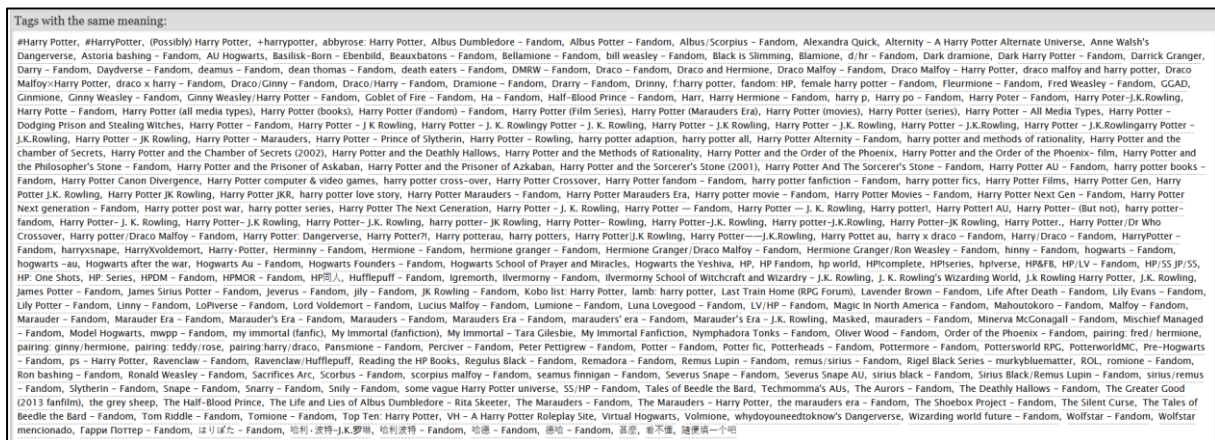 Tags with the same meaning:
#Harry Potter, #HarryPotter, (Possibly) Harry Potter, +harrypotter, abbyrose: Harry Potter, Albus Dumbledore - Fandom, Albus Potter - Fandom, Albus/Scorpius - Fandom, Alexandra Quick, Alternity - A Harry Potter Alternate Universe, Anne Walsh's
Dangerverse, Astoria bashing - Fandom, AU Hogwarts, Basilisk-Born - Ebenbild, Beauxbatons - Fandom, Bellamione - Fandom, bill weasley - Fandom, Black is Slimming, Blamione, d/hr - Fandom, Dark dramione, Dark Harry Potter - Fandom, Darrick Granger,
Darry - Fandom, Daydverse - Fandom, deamus - Fandom, dean thomas - Fandom, death eaters - Fandom, DMRW - Fandom, Draco - Fandom, Draco and Hermione, Draco Malfoy - Fandom, Draco Malfoy - Harry Potter, draco malfoy and harry potter, Draco
Malfoy×Harry Potter, draco x harry - Fandom, Draco/Ginny - Fandom, Draco/Harry - Fandom, Dramione - Fandom, Drarry - Fandom, Drinny, f:harry potter, fandom: HP, female harry potter - Fandom, Fleurmione - Fandom, Fred Weasley - Fandom, GGAD,
Ginmione, Ginny Weasley - Fandom, Ginny Weasley/Harry Potter - Fandom, Goblet of Fire - Fandom, Ha - Fandom, Half-Blood Prince - Fandom, Harr, Harry Hermione - Fandom, harry p, Harry po - Fandom, Harry Potter - Fandom, Harry Peter-J.K.Rowling,
Harry Potte - Fandom, Harry Potter (all media types), Harry Potter (books), Harry Potter (Fandom) - Fandom, Harry Potter (Film Series), Harry Potter (Marauders Era), Harry Potter (movies), Harry Potter (series), Harry Potter - All Media Types, Harry Potter -
Dodging Prison and Stealing Witches, Harry Potter - Fandom, Harry Potter - J K Rowling, Harry Potter - J. K. Rowlingy Potter - J. K. Rowling, Harry Potter - J.K Rowling, Harry Potter - J.K. Rowling, Harry Potter - J.K.Rowling, Harry Potter - J.K.Rowlingarry Potter -
J.K.Rowling, Harry Potter - JK Rowling, Harry Potter - Marauders, Harry Potter - Prince of Slytherin, Harry Potter - Rowling, harry potter adaption, harry potter all, Harry Potter Alternity - Fandom, harry potter and methods of rationality, Harry Potter and the
chamber of Secrets, Harry Potter and the Chamber of Secrets (2002), Harry Potter and the Deathly Hallows, Harry Potter and the Methods of Rationality, Harry Potter and the Order of the Phoenix, Harry Potter and the Order of the Phoenix- film, Harry Potter and
the Philosopher's Stone - Fandom, Harry Potter and the Prisoner of Askaban, Harry Potter and the Prisoner of Azkaban, Harry Potter and the Sorcerer's Stone (2001), Harry Potter And The Sorcerer's Stone - Fandom, Harry Potter AU - Fandom, harry potter books -
Fandom, Harry Potter Canon Divergence, Harry Potter computer & video games, harry potter cross-over, Harry Potter Crossover, Harry Potter fandom - Fandom, harry potter fanfiction - Fandom, harry potter fics, Harry Potter Films, Harry Potter Gen, Harry
Potter J.K. Rowling, Harry Potter JK Rowling, Harry Potter JKR, harry potter love story, Harry Potter Marauders - Fandom, Harry Potter Marauders Era, Harry potter movie - Fandom, Harry Potter Movies - Fandom, Harry Potter Next Gen - Fandom, Harry Potter
Next generation - Fandom, Harry potter post war, harry potter series, Harry Potter The Next Generation, Harry Potter – J. K. Rowling, Harry Potter — Fandom, Harry Potter — J. K. Rowling, harry potter!, Harry Potter! AU, Harry Potter- (But not), harry potter-
fandom, Harry Potter- J. K. Rowling, Harry Potter- J.K Rowling, Harry Potter- J.K. Rowling, harry potter- JK Rowling, Harry Potter- Rowling, Harry Potter-J.K. Rowling, harry potter-J.K.Rowling, Harry Potter-JK Rowling, Harry Potter., Harry Potter/Dr Who
Crossover, Harry potter/Draco Malfoy - Fandom, Harry Potter: Dangerverse, Harry Potter?!, Harry potterau, harry potters, Harry Potter|J.K Rowling, Harry Potter——J.K.Rowling, Harry Potet au, harry x draco - Fandom, Harry/Draco - Fandom, HarryPotter -
Fandom, harryxsnape, HarryXvoldemort, Harry・Potter, Herminny - Fandom, Hermione - Fandom, hermione granger - Fandom, Hermione Granger/Draco Malfoy - Fandom, Hermione Granger/Ron Weasley - Fandom, hinny - Fandom, hogwarts - Fandom,
hogwarts -au, Hogwarts after the war, Hogwarts Au - Fandom, Hogwarts Founders - Fandom, Hogwarts School of Prayer and Miracles, Hogwarts the Yeshiva, HP, HP Fandom, hp world, HPIcomplete, HP!series, hp!verse, HP&FB, HP/LV - Fandom, HP/SS JP/SS,
HP: One Shots, HP: Series, HPDM - Fandom, HPMOR - Fandom, HP同人, Hufflepuff - Fandom, Igremorth, Ilvermorny - Fandom, Ilvermorny School of Witchcraft and Wizardry - J.K. Rowling, J. K. Rowling's Wizarding World, J.k Rowling Harry Potter, J.K. Rowling,
James Potter - Fandom, James Sirius Potter - Fandom, Jeverus - Fandom, jily - Fandom, JK Rowling - Fandom, Kobo list: Harry Potter, lamb: harry potter, Last Train Home (RPG Forum), Lavender Brown - Fandom, Life After Death - Fandom, Lily Evans - Fandom,
Lily Potter - Fandom, Linny - Fandom, LoPiverse - Fandom, Lord Voldemort - Fandom, Lucius Malfoy - Fandom, Lumione - Fandom, Luna Lovegood - Fandom, LV/HP - Fandom, Magic In North America - Fandom, Mahoutokoro - Fandom, Malfoy - Fandom,
Marauder - Fandom, Marauder Era - Fandom, Marauder's Era - Fandom, Marauders - Fandom, Marauders Era - Fandom, marauders' era - Fandom, Marauder's Era - J.K. Rowling, Masked, mauraders - Fandom, Minerva McGonagall - Fandom, Mischief Managed
- Fandom, Model Hogwarts, mwpp - Fandom, my immortal (fanfic), My Immortal (fanfiction), My Immortal - Tara Gilesbie, My Immortal Fanfiction, Nymphadora Tonks - Fandom, Oliver Wood - Fandom, Order of the Phoenix - Fandom, pairing: fred/ hermione,
pairing: ginny/hermione, pairing: teddy/rose, pairing:harry/draco, Pansmione - Fandom, Perciver - Fandom, Peter Pettigrew - Fandom, Potter - Fandom, Potter fic, Potterheads - Fandom, Pottermore - Fandom, Pottersworld RPG, PotterworldMC, Pre-Hogwarts
- Fandom, ps - Harry Potter, Ravenclaw - Fandom, Ravenclaw/Hufflepuff, Reading the HP Books, Regulus Black - Fandom, Remadora - Fandom, Remus Lupin - Fandom, remus/sirius - Fandom, Rigel Black Series - murkybluematter, ROL, romione - Fandom,
Ron bashing - Fandom, Ronald Weasley - Fandom, Sacrifices Arc, Scorbus - Fandom, scorpius malfoy - Fandom, seamus finnigan - Fandom, Severus Snape - Fandom, Severus Snape AU, sirius black - Fandom, Sirius Black/Remus Lupin - Fandom, sirius/remus
- Fandom, Slytherin - Fandom, Snape - Fandom, Snarry - Fandom, Snily - Fandom, some vague Harry Potter universe, SS/HP - Fandom, Tales of Beedle the Bard, Techmomma's AUs, The Aurors - Fandom, The Deathly Hallows - Fandom, The Greater Good
(2013 fanfilm), the grey sheep, The Half-Blood Prince, The Life and Lies of Albus Dumbledore - Rita Skeeter, The Marauders - Fandom, The Marauders - Harry Potter, the marauders era - Fandom, The Shoebox Project - Fandom, The Silent Curse, The Tales of
Beedle the Bard - Fandom, Tom Riddle - Fandom, Tomione - Fandom, Top Ten: Harry Potter, VH - A Harry Potter Roleplay Site, Virtual Hogwarts, Volmione, whydoyouneedtoknow's Dangerverse, Wizarding world future - Fandom, Wolfstar - Fandom, Wolfstar
mencionado, Гарри Поттер - Fandom, はりぽた - Fandom, 哈利·波特-J.K.罗琳, 哈利波特 - Fandom, 哈德 - Fandom, 德哈 - Fandom, 甚麼, 看不懂, 随便填一个吧